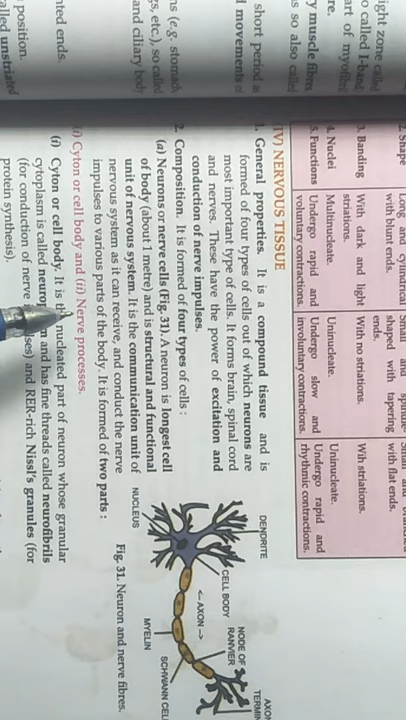 ight zone called
o called I-band
art of myofibri
re.
ry muscle fibres
s so also called
short period a
l movements o
ns (e.g. stomach,
s, etc.), so called
and ciliary body
position.
alled unstriated
nted ends.
2. Shape
Long and cylindrical with blunt ends.
Small and spindle shaped with tapering ends.
with flat ends.
3. Banding
With dark and light striations.
With no striations.
Wih striations.
4. Nuclei
Multinucleate.
Uninucleate.
Uninucleate.
5. Functions
Undergo rapid and voluntary contractions.
Undergo slow and involuntary contractions.
Undergo rapid and rhythmic contractions.
(IV) NERVOUS TISSUE
1. General properties. It is a compound tissue and is
formed of four types of cells out of which neurons are
most important type of cells. It forms brain, spinal cord
and nerves. These have the power of excitation and
conduction of nerve impulses.
2. Composition. It is formed of four types of cells :
(a) Neurons or nerve cells (Fig. 31). A neuron is longest cell
of body (about 1 metre) and is structural and functional
unit of nervous system. It is the communication unit of
nervous system as it can receive, and conduct the nerve
impulses to various parts of the body. It is formed of two parts :
(i) Cyton or cell body and (ii) Nerve processes.
(i) Cyton or cell body. It is nucleated part of neuron whose granular
cytoplasm is called and has fine threads called neurofibrils
(for conduction of nerve and RER-rich Nissl's granules (for
protein synthesis).
DENDRITE
CELL BODY
NODE OF
RANVIER
AXON
TERMIN
<-- AXON -->
NUCLEUS
MYELIN
SCHWANN CEL
Fig. 31. Neuron and nerve fibres.